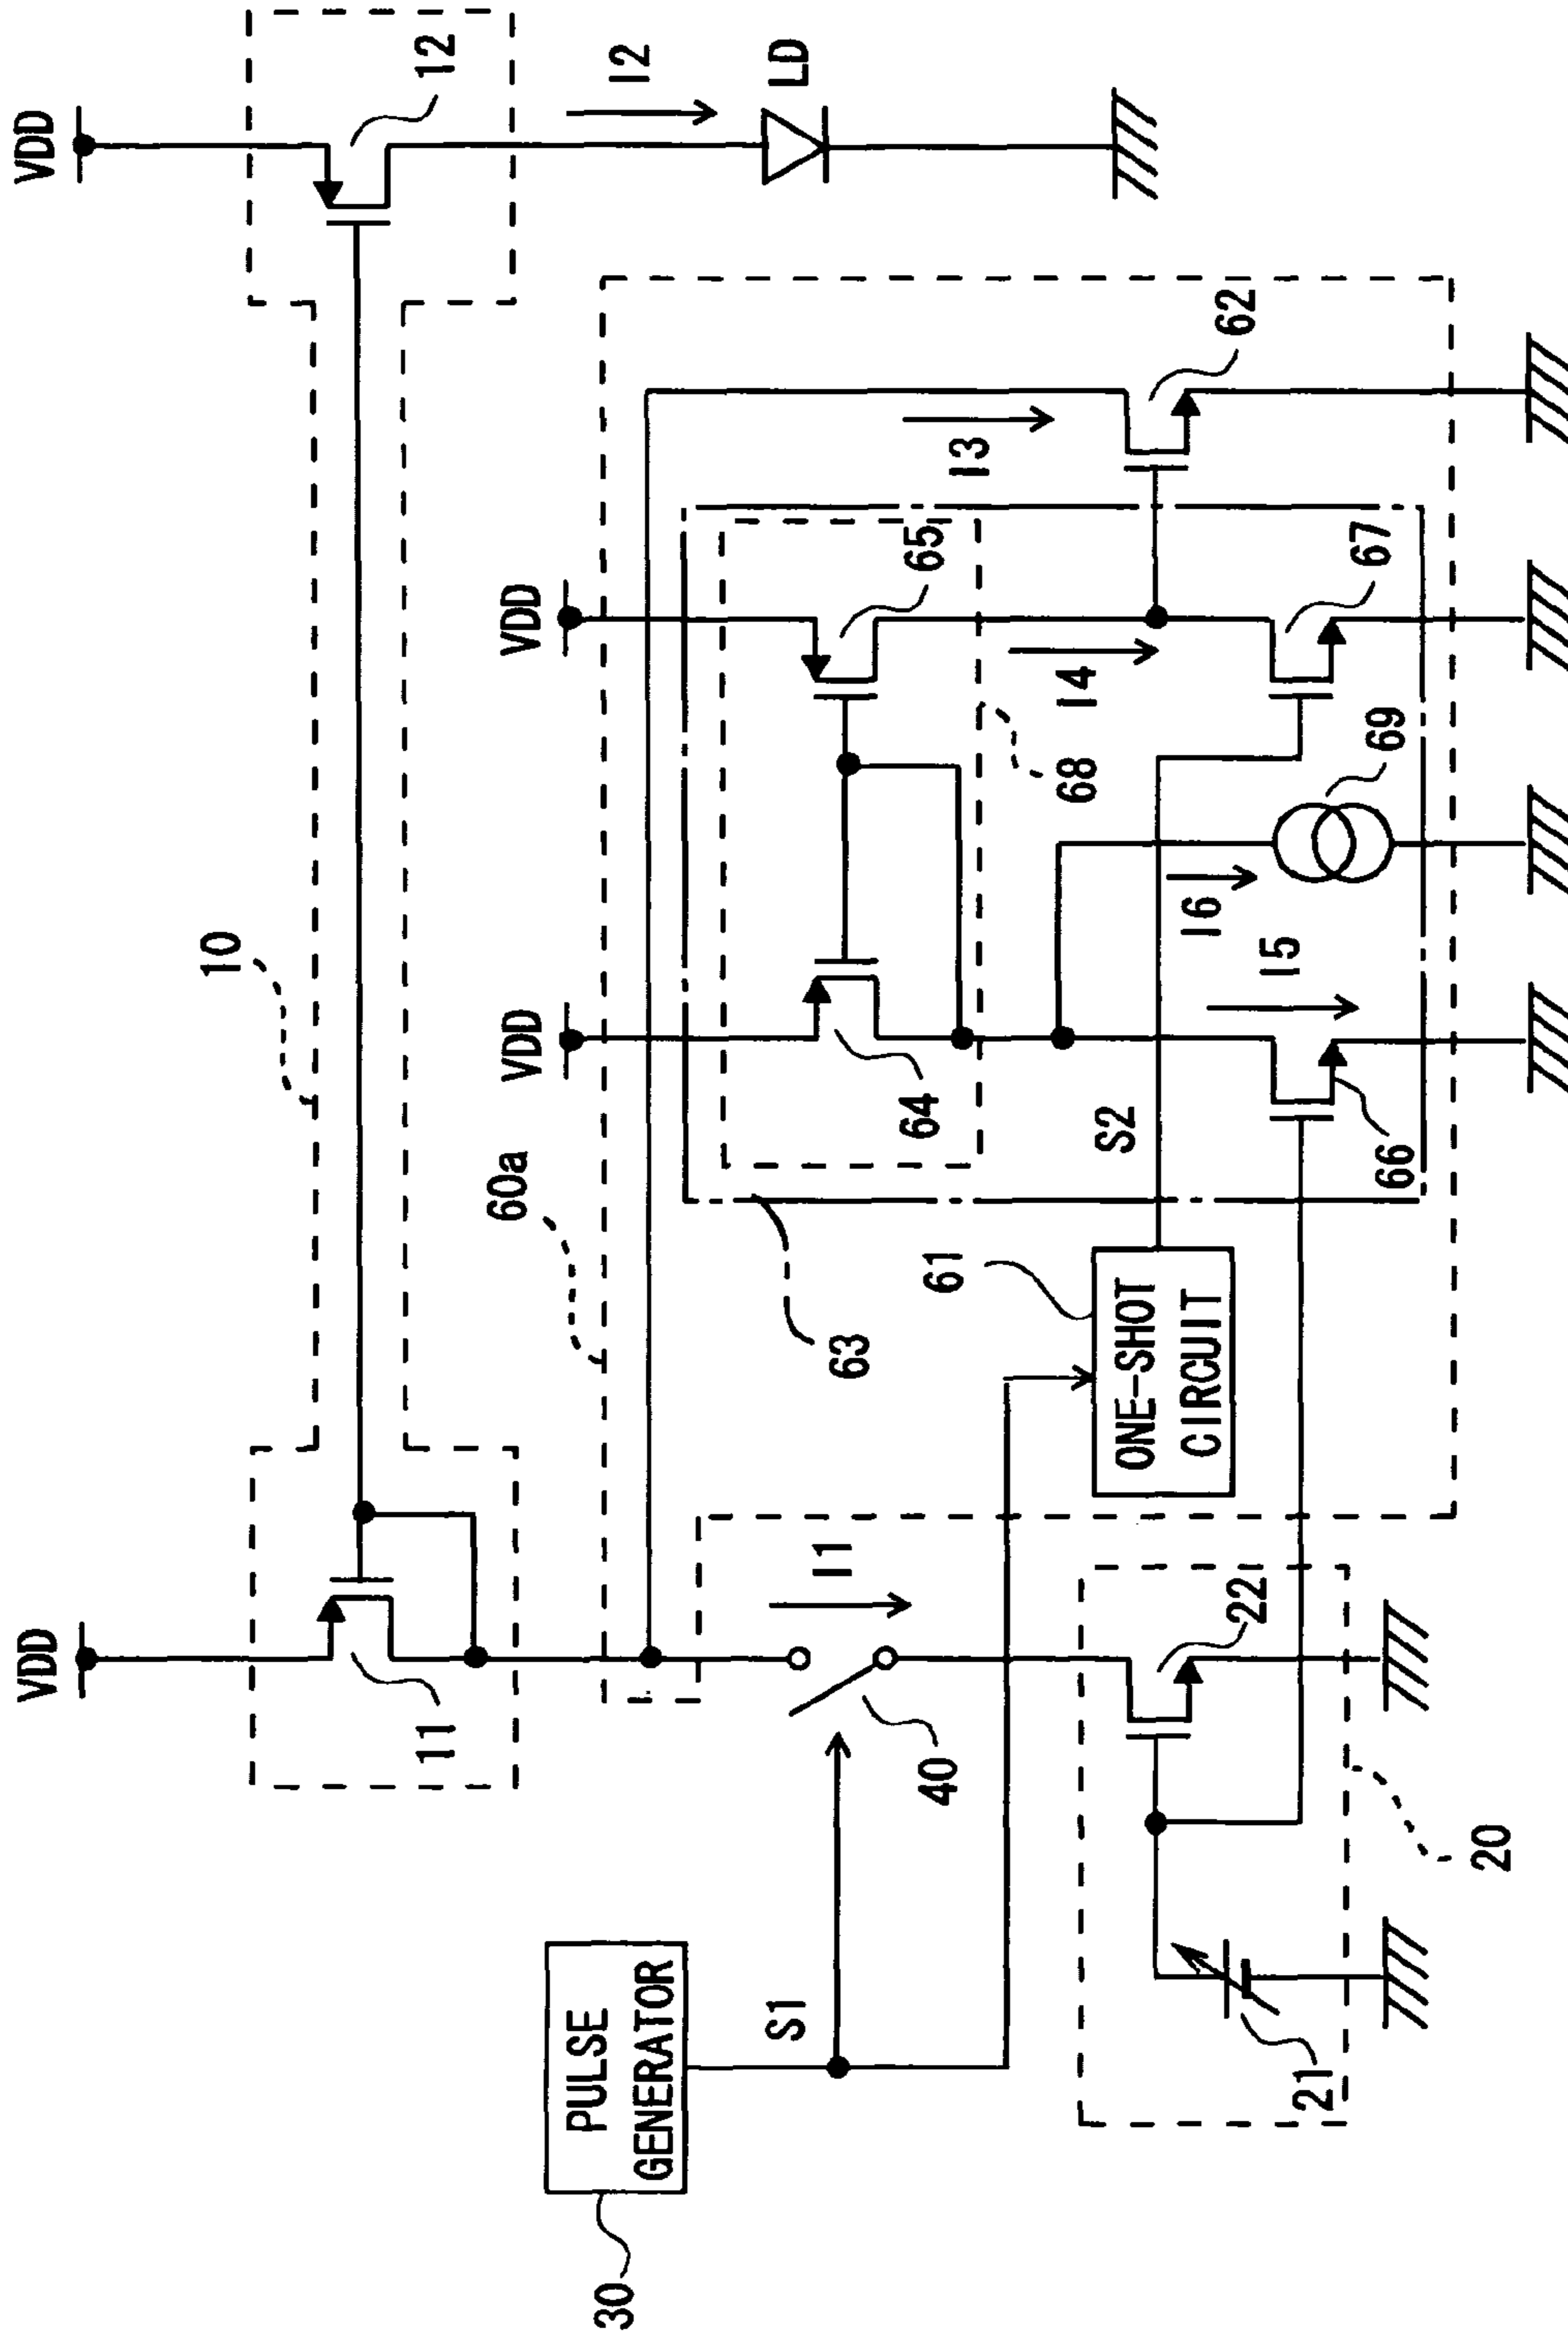 VDD
VDD
10
11
12
60a
VDD
VDD
30
PULSE
GENERATOR
I2
S1
LD
I1
63
64
65
40
61
I3
68
I4
S2
ONE-SHOT
CIRCUIT
I6
62
22
I5
21
67
69
66
20